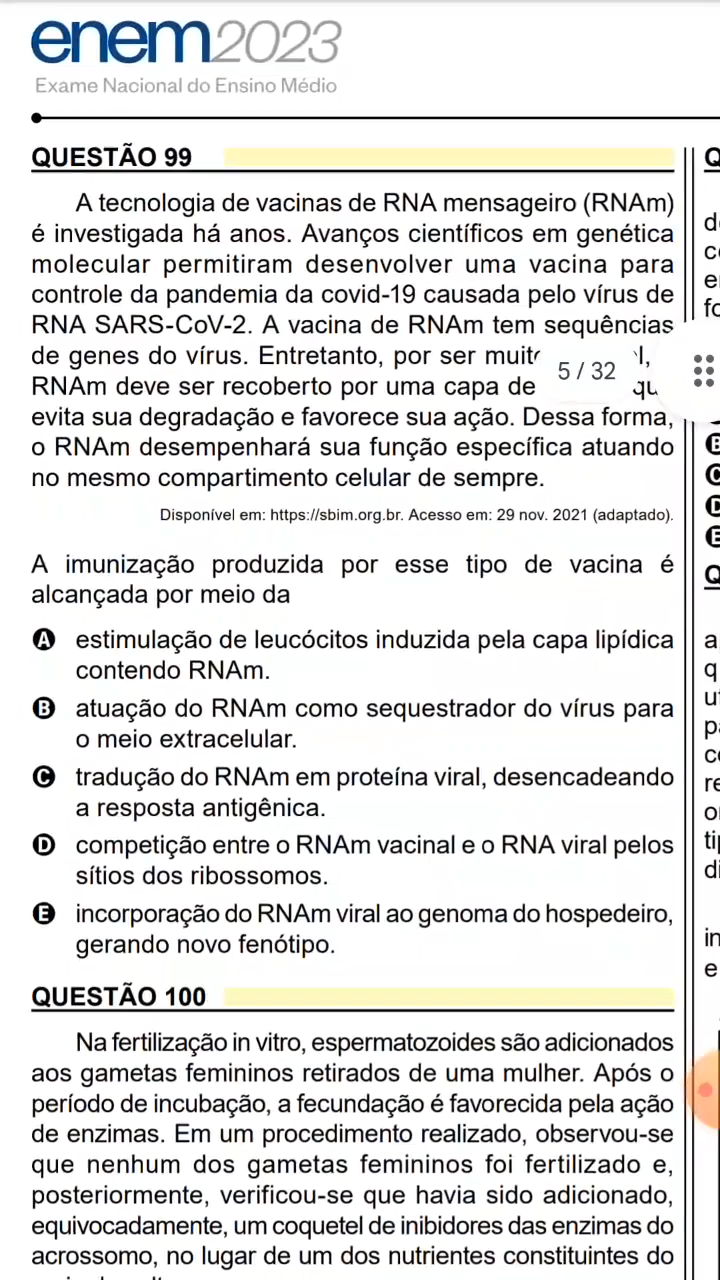 enem2023
Exame Nacional do Ensino Médio
QUESTÃO 99
A tecnologia de vacinas de RNA mensageiro (RNAm)
é investigada há anos. Avanços científicos em genética
molecular permitiram desenvolver uma vacina para
controle da pandemia da covid-19 causada pelo vírus de
RNA SARS-CoV-2. A vacina de RNAm tem sequências
de genes do vírus. Entretanto, por ser
5 / 32
RNAm deve ser recoberto por uma capa de
evita sua degradação e favorece sua ação. Dessa forma,
o RNAm desempenhará sua função específica atuando
no mesmo compartimento celular de sempre.
Disponível em: https://sbim.org.br. Acesso em: 29 nov. 2021 (adaptado).
A imunização produzida por esse tipo de vacina é
alcançada por meio da
A estimulação de leucócitos induzida pela capa lipídica
contendo RNAm.
B atuação do RNAm como sequestrador do vírus para
o meio extracelular.
C tradução do RNAm em proteína viral, desencadeando
a resposta antigênica.
D competição entre o RNAm vacinal e o RNA viral pelos
sítios dos ribossomos.
E incorporação do RNAm viral ao genoma do hospedeiro,
gerando novo fenótipo.
QUESTÃO 100
Na fertilização in vitro, espermatozoides são adicionados
aos gametas femininos retirados de uma mulher. Após o
período de incubação, a fecundação é favorecida pela ação
de enzimas. Em um procedimento realizado, observou-se
que nenhum dos gametas femininos foi fertilizado e,
posteriormente, verificou-se que havia sido adicionado,
equivocadamente, um coquetel de inibidores das enzimas do
acrossomo, no lugar de um dos nutrientes constituintes do